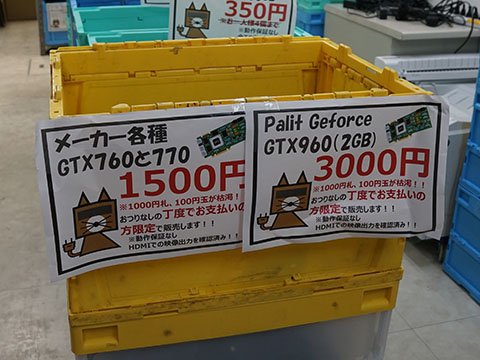 350円
※お一人様4個まで
※動作保証なし
メーカー各種
GTX760と770
1500円
※1000円札、100円玉が枯渇!!
おつりなしの丁度でお支払いの
方限定で販売します!!
※動作保証なし
HDMIでの映像出力を確認済み!!
Palit Geforce
GTX960(2GB)
3000円
※1000円札、100円玉が枯渇!!
おつりなしの丁度でお支払いの
方限定で販売します!!
※動作保証なし
HDMIでの映像出力を確認済み!!